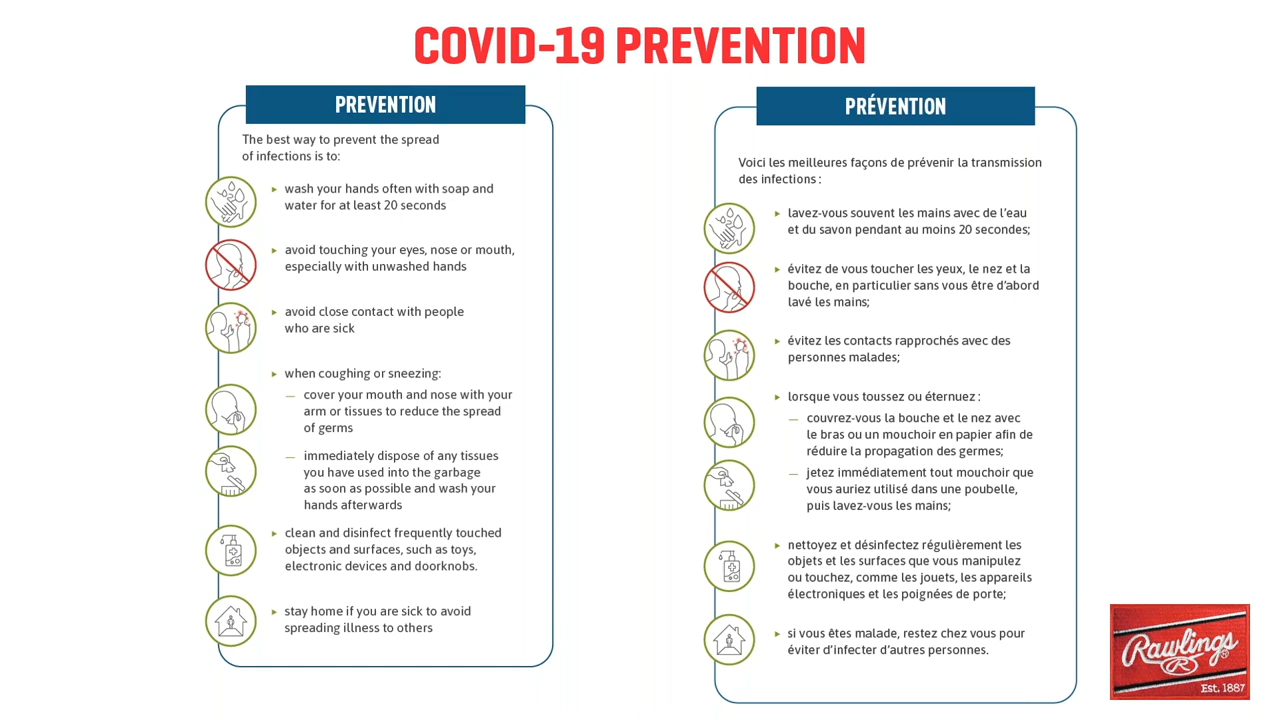 COVID-19 PREVENTION
PREVENTION
The best way to prevent the spread
of infections is to:
wash your hands often with soap and
water for at least 20 seconds
avoid touching your eyes, nose or mouth,
especially with unwashed hands
avoid close contact with people
who are sick
when coughing or sneezing:
— cover your mouth and nose with your
arm or tissues to reduce the spread
of germs
— immediately dispose of any tissues
you have used into the garbage
as soon as possible and wash your
hands afterwards
clean and disinfect frequently touched
objects and surfaces, such as toys,
electronic devices and doorknobs.
stay home if you are sick to avoid
spreading illness to others
PRÉVENTION
Voici les meilleures façons de prévenir la transmission
des infections :
lavez-vous souvent les mains avec de l'eau
et du savon pendant au moins 20 secondes;
évitez de vous toucher les yeux, le nez et la
bouche, en particulier sans vous être d'abord
lavé les mains;
évitez les contacts rapprochés avec des
personnes malades;
lorsque vous toussez ou éternuez :
— couvrez-vous la bouche et le nez avec
le bras ou un mouchoir en papier afin de
réduire la propagation des germes;
— jetez immédiatement tout mouchoir que
vous auriez utilisé dans une poubelle,
puis lavez-vous les mains;
nettoyez et désinfectez régulièrement les
objets et les surfaces que vous manipulez
ou touchez, comme les jouets, les appareils
électroniques et les poignées de porte;
si vous êtes malade, restez chez vous pour
éviter d'infecter d'autres personnes.
Rawlings
R
Est. 1887